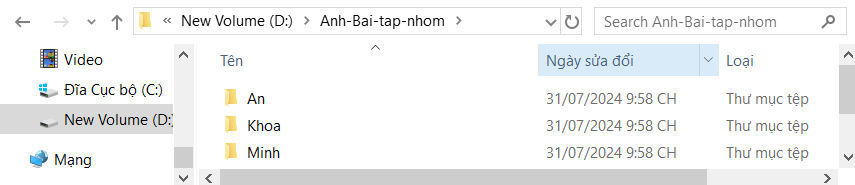 « New Volume (D:) › Anh-Bai-tap-nhom ›
Search Anh-Bai-tap-nhom
Video
Đĩa Cục bộ (C:)
New Volume (D:)
Mạng
Tên Ngày sửa đổi Loại
An 31/07/2024 9:58 CH Thư mục tệp
Khoa 31/07/2024 9:58 CH Thư mục tệp
Minh 31/07/2024 9:58 CH Thư mục tệp